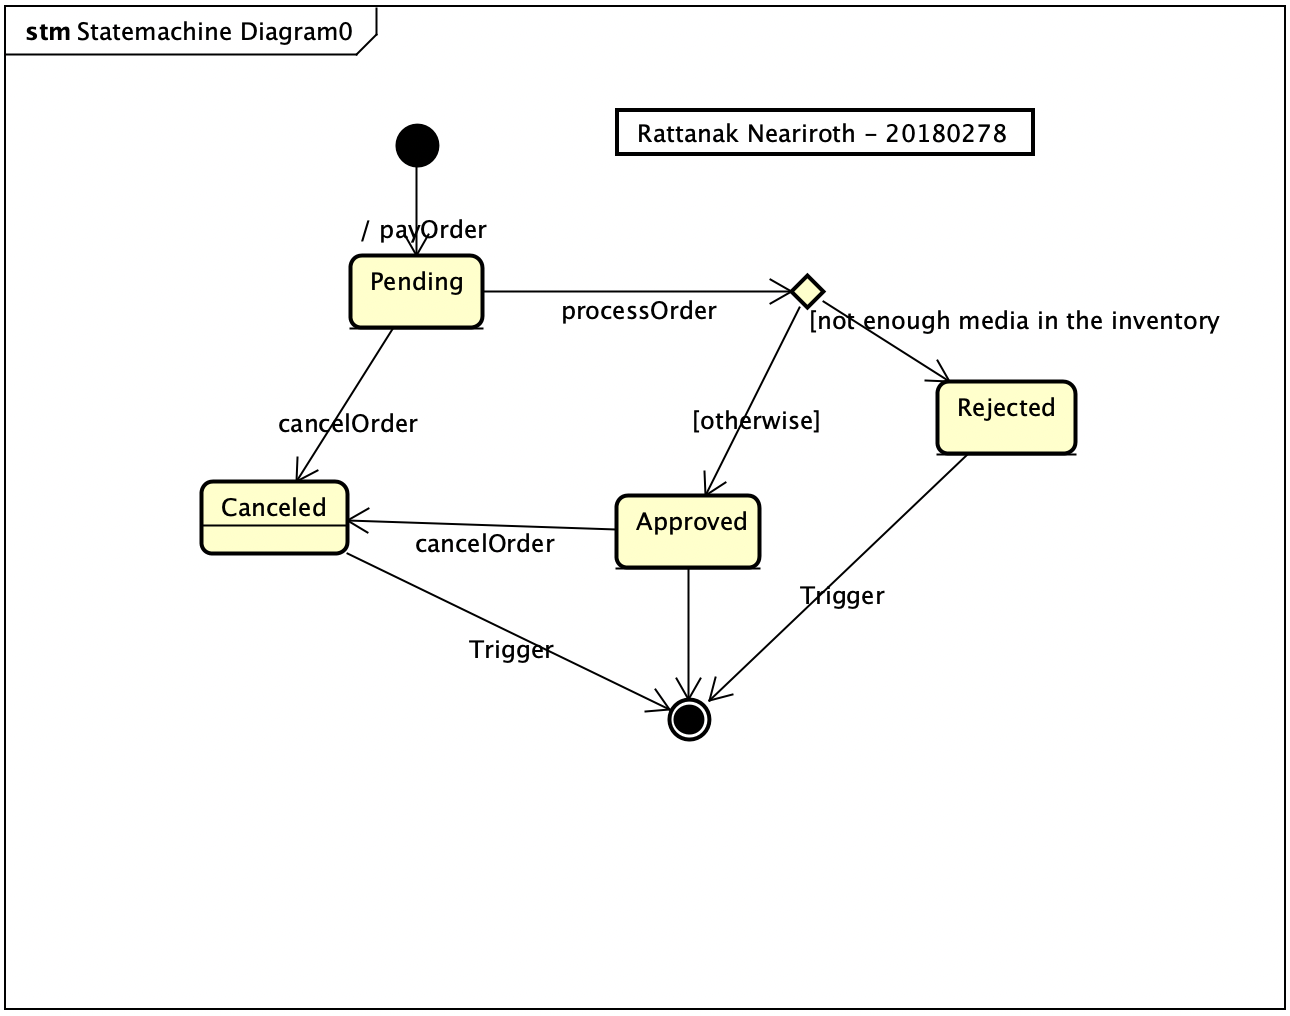 stm Statemachine Diagram0
Rattanak Neariroth - 20180278
/ payOrder
Pending
processOrder
[not enough media in the inventory
Rejected
cancelOrder
[otherwise]
Canceled
Approved
cancelOrder
Trigger
Trigger